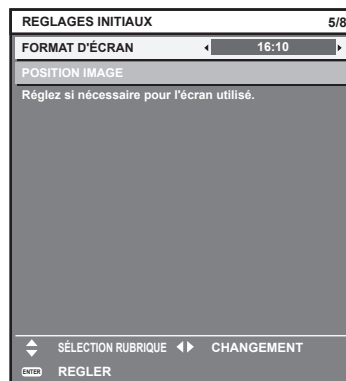 REGLAGES INITIAUX 5/8
FORMAT D'ÉCRAN 16:10
POSITION IMAGE
Réglez si nécessaire pour l'écran utilisé.
SÉLECTION RUBRIQUE CHANGEMENT
ENTER REGLER